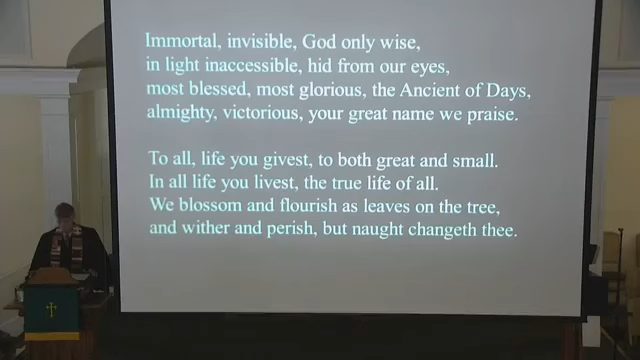 Immortal, invisible, God only wise,
in light inaccessible, hid from our eyes,
most blessed, most glorious, the Ancient of Days,
almighty, victorious, your great name we praise.
To all, life you givest, to both great and small.
In all life you livest, the true life of all.
We blossom and flourish as leaves on the tree,
and wither and perish, but naught changeth thee.